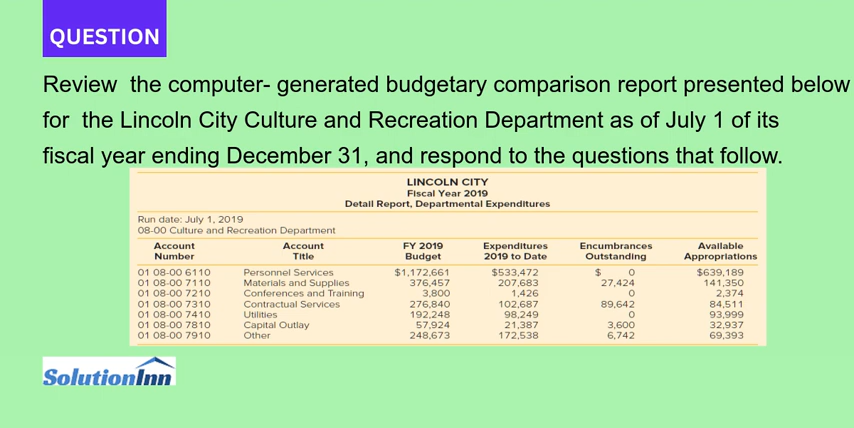 QUESTION
Review the computer- generated budgetary comparison report presented below
for the Lincoln City Culture and Recreation Department as of July 1 of its
fiscal year ending December 31, and respond to the questions that follow.
LINCOLN CITY
Fiscal Year 2019
Detail Report, Departmental Expenditures
Run date: July 1, 2019
08-00 Culture and Recreation Department
Account Account FY 2019 Expenditures Encumbrances Available
Number Title Budget 2019 to Date Outstanding Appropriations
01 08-00 6110 Personnel Services $1,172,661 $533,472 $ 0 $639,189
01 08-00 7110 Materials and Supplies 376,457 207,683 27,424 141,350
01 08-00 7210 Conferences and Training 3,800 1,426 0 2,374
01 08-00 7310 Contractual Services 276,840 102,687 89,642 84,511
01 08-00 7410 Utilities 192,248 98,249 0 93,999
01 08-00 7810 Capital Outlay 57,924 21,387 3,600 32,937
01 08-00 7910 Other 248,673 172,538 6,742 69,393
SolutionInn